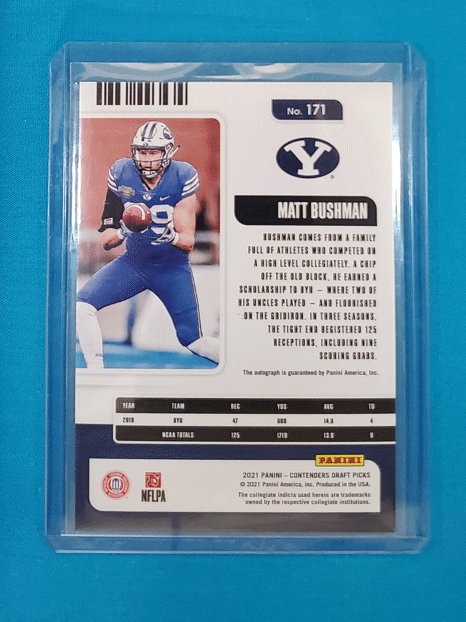 No. 171
Y
MATT BUSHMAN
BUSHMAN COMES FROM A FAMILY
FULL OF ATHLETES WHO COMPETED ON
A HIGH LEVEL COLLEGIATELY. A CHIP
OFF THE OLD BLOCK, HE EARNED A
SCHOLARSHIP TO BYU — WHERE TWO
OF HIS UNCLES PLAYED — AND FLOURISHED
ON THE GRIDIRON. IN THREE SEASONS,
THE TIGHT END REGISTERED 125
RECEPTIONS, INCLUDING NINE
SCORING GRABS.
The autograph is guaranteed by Panini America, Inc.
YEAR TEAM REC YDS AVG TD
BYU 47 4
NCAA TOTALS 125 1719 13.8 9
PANINI
NFLPA
2021 PANINI – CONTENDERS DRAFT PICKS
© 2021 Panini America, Inc. Produced in the USA.
The collegiate indicia used herein are trademarks
owned by the respective collegiate institutions.